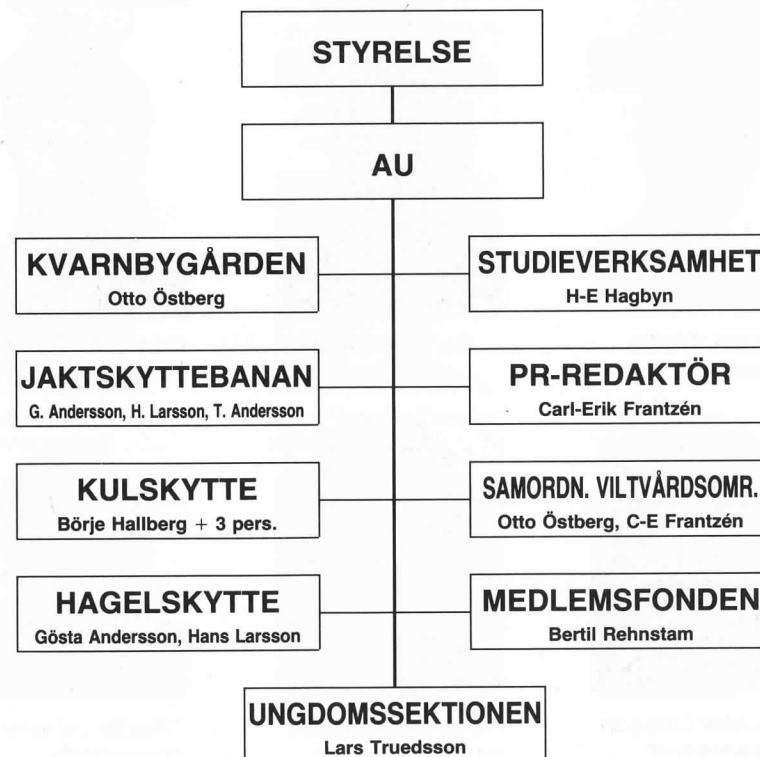 STYRELSE
AU
KVARNBYGÅRDEN
Otto Östberg
STUDIEVERKSAMHET
H-E Hagbyn
JAKTSKYTTEBANAN
G. Andersson, H. Larsson, T. Andersson
PR-REDAKTÖR
Carl-Erik Frantzén
KULSKYTTE
Börje Hallberg + 3 pers.
SAMORDN. VILTVÅRDSOMR.
Otto Östberg, C-E Frantzén
HAGELSKYTTE
Gösta Andersson, Hans Larsson
MEDLEMSFONDEN
Bertil Rehnstam
UNGDOMSSEKTIONEN
Lars Truedsson